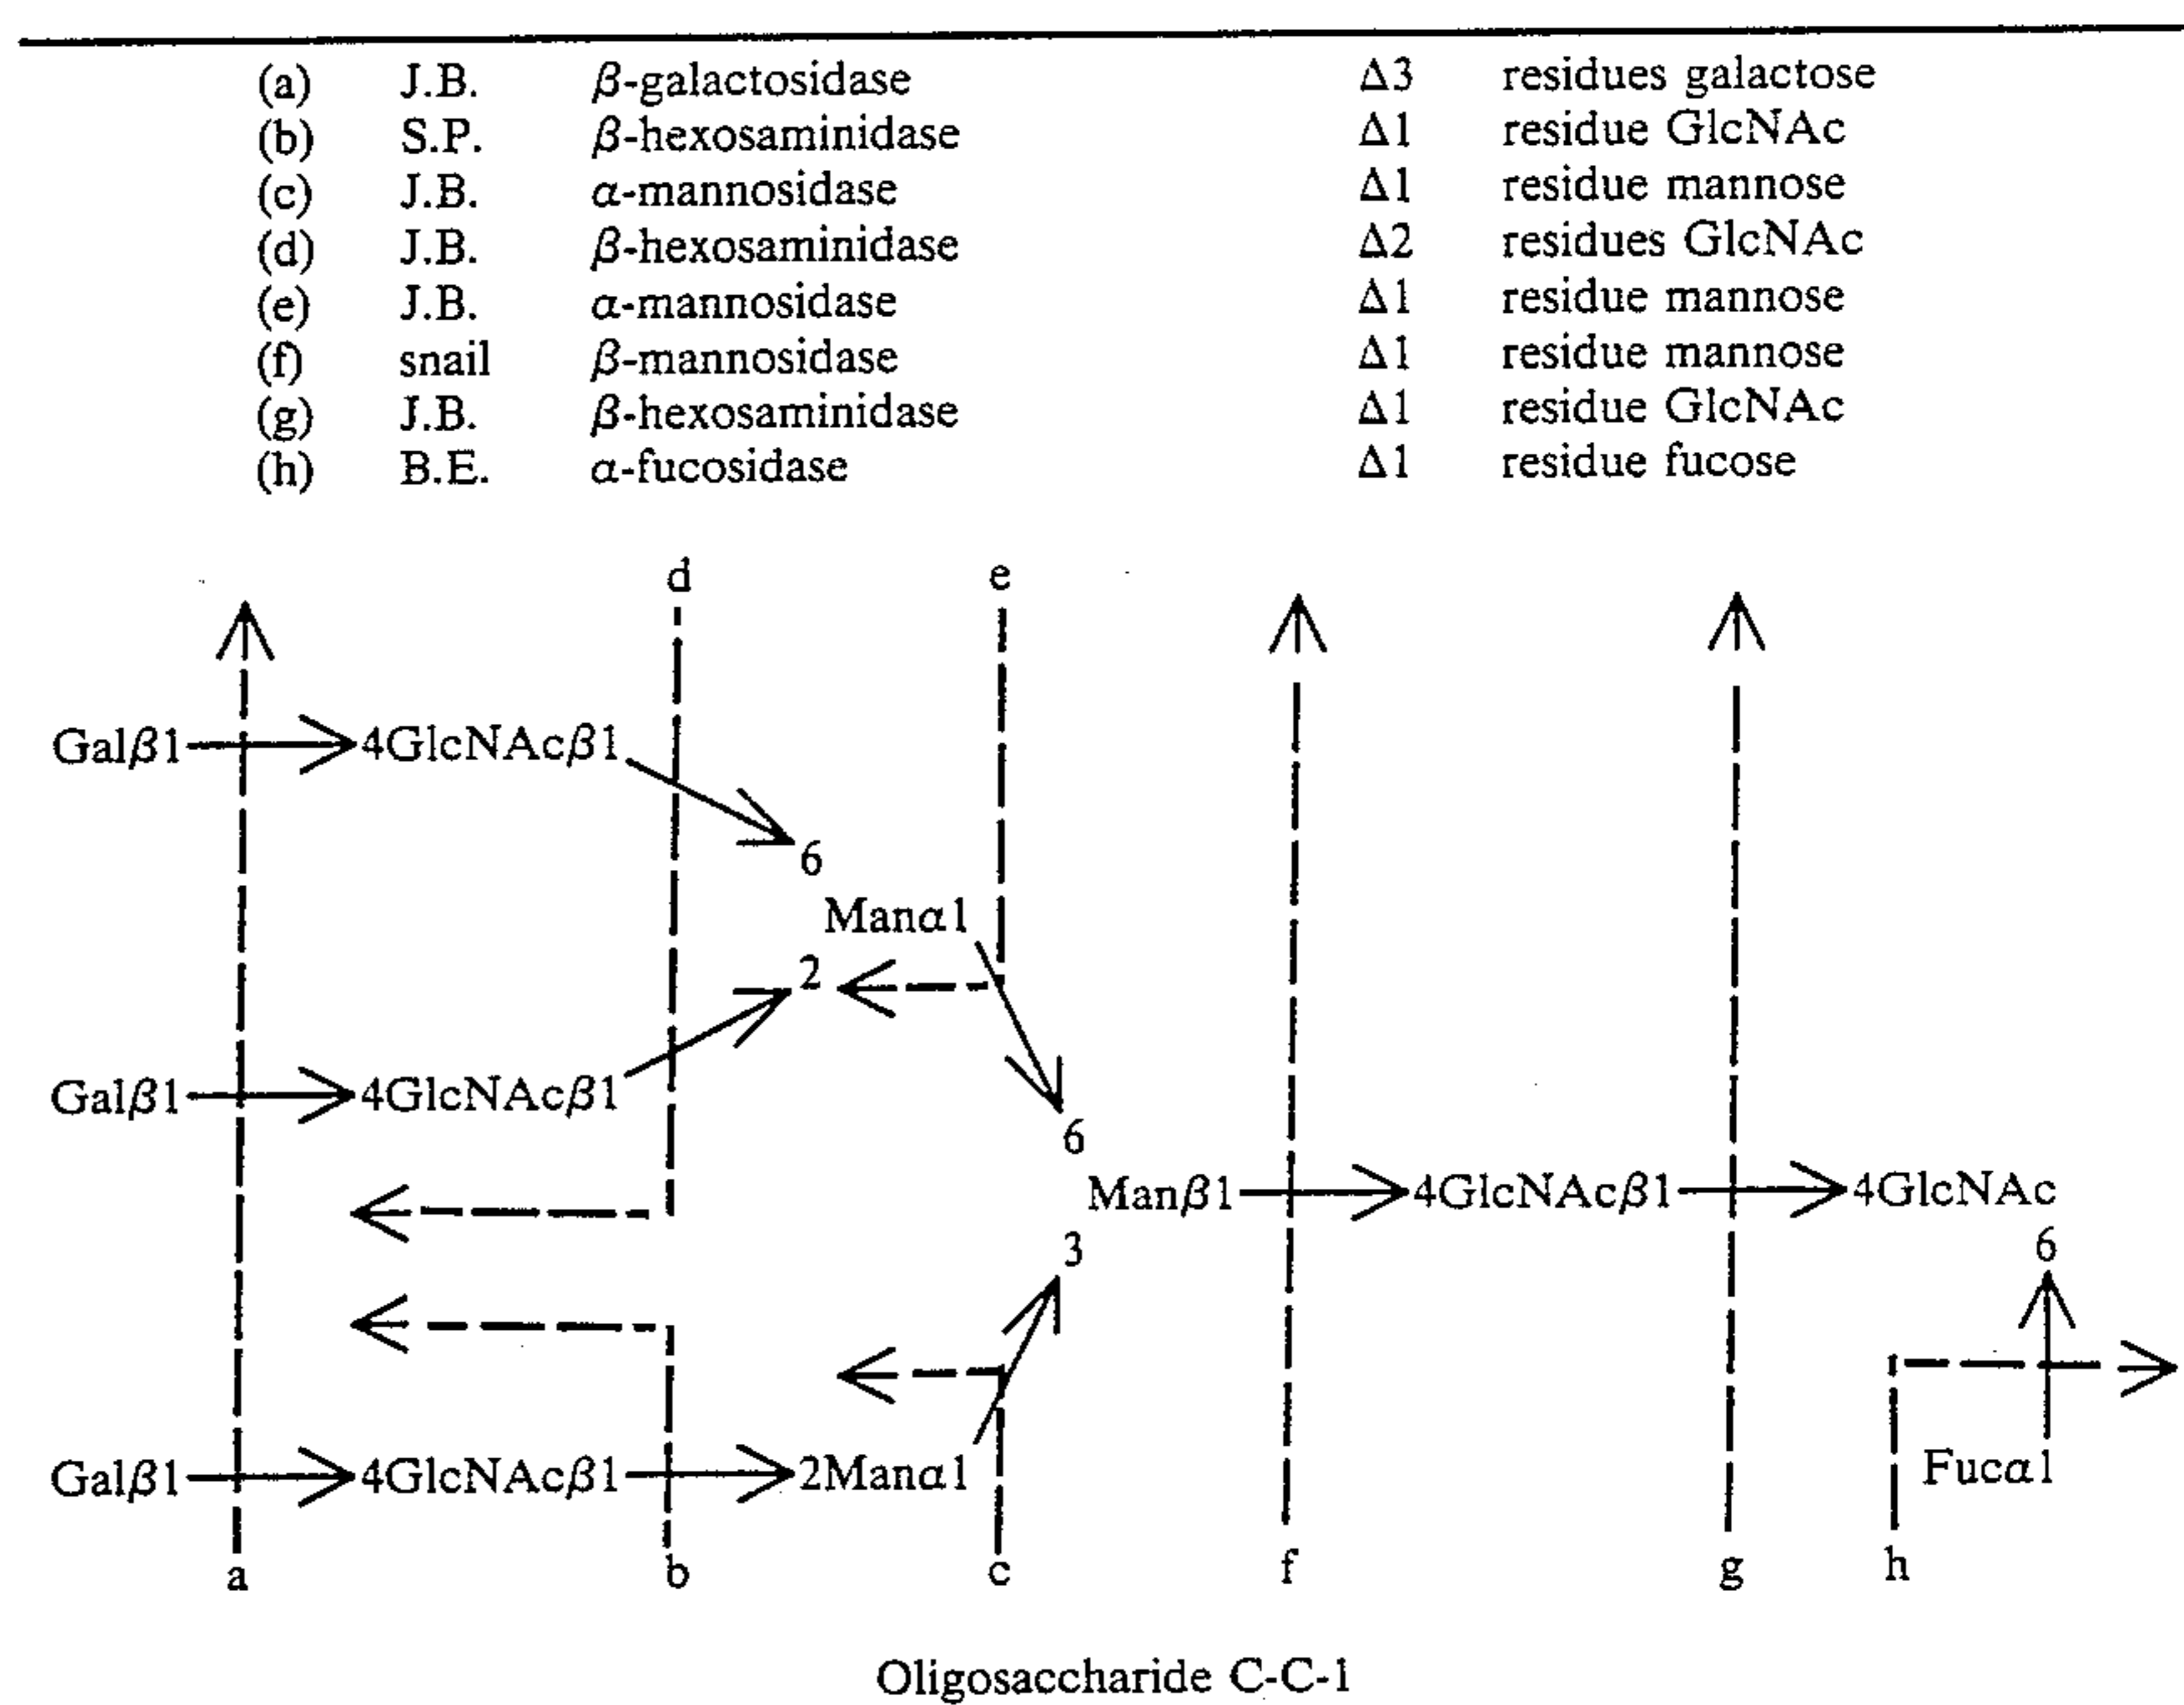 (a) J.B. β-galactosidase Δ3 residues galactose
(b) S.P. β-hexosaminidase Δ1 residue GlcNAc
(c) J.B. α-mannosidase Δ1 residue mannose
(d) J.B. β-hexosaminidase Δ2 residues GlcNAc
(e) J.B. α-mannosidase Δ1 residue mannose
(f) snail β-mannosidase Δ1 residue mannose
(g) J.B. β-hexosaminidase Δ1 residue GlcNAc
(h) B.E. α-fucosidase Δ1 residue fucose
d e
Galβ1 4GlcNAcβ1
6
Manα1
2
Galβ1 4GlcNAcβ1
6
Manβ1 4GlcNAcβ1 4GlcNAc
3 6
Galβ1 4GlcNAcβ1 2Manα1 Fucα1
a b c f g h
Oligosaccharide C-C-1